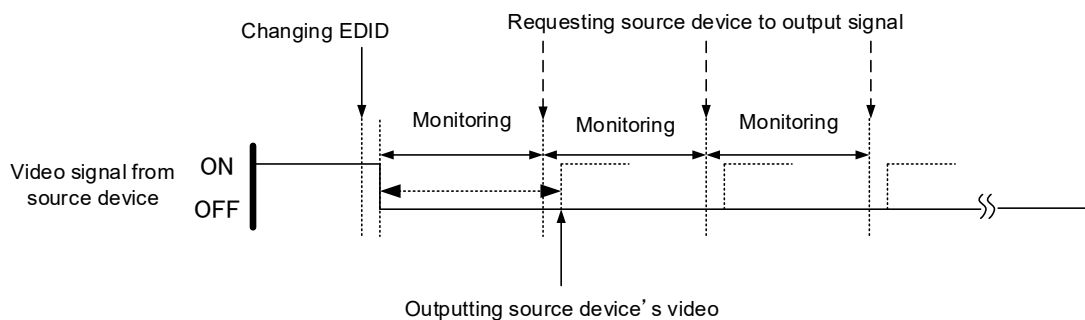 Requesting source device to output signal
Changing EDID
Monitoring
Monitoring
Monitoring
Video signal from
source device
ON
OFF
Outputting source device’s video